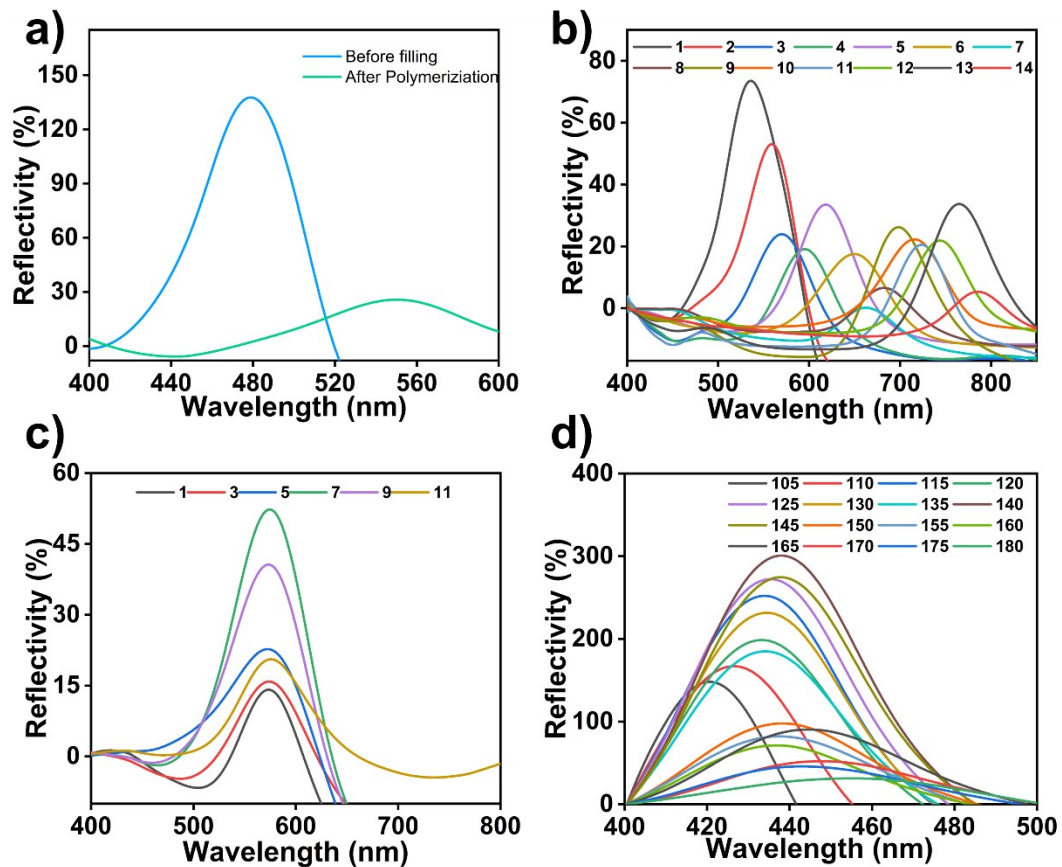 a)
Before filling
After Polymeriziation
Reflectivity (%)
150
120
90
60
30
0
400 440 480 520 560 600
Wavelength (nm)
b)
1 2 3 4 5 6 7
8 9 10 11 12 13 14
Reflectivity (%)
80
60
40
20
0
400 500 600 700 800
Wavelength (nm)
c)
1 3 5 7 9 11
Reflectivity (%)
60
45
30
15
0
400 500 600 700 800
Wavelength (nm)
d)
105 110 115 120
125 130 135 140
145 150 155 160
165 170 175 180
Reflectivity (%)
400
300
200
100
0
400 420 440 460 480 500
Wavelength (nm)